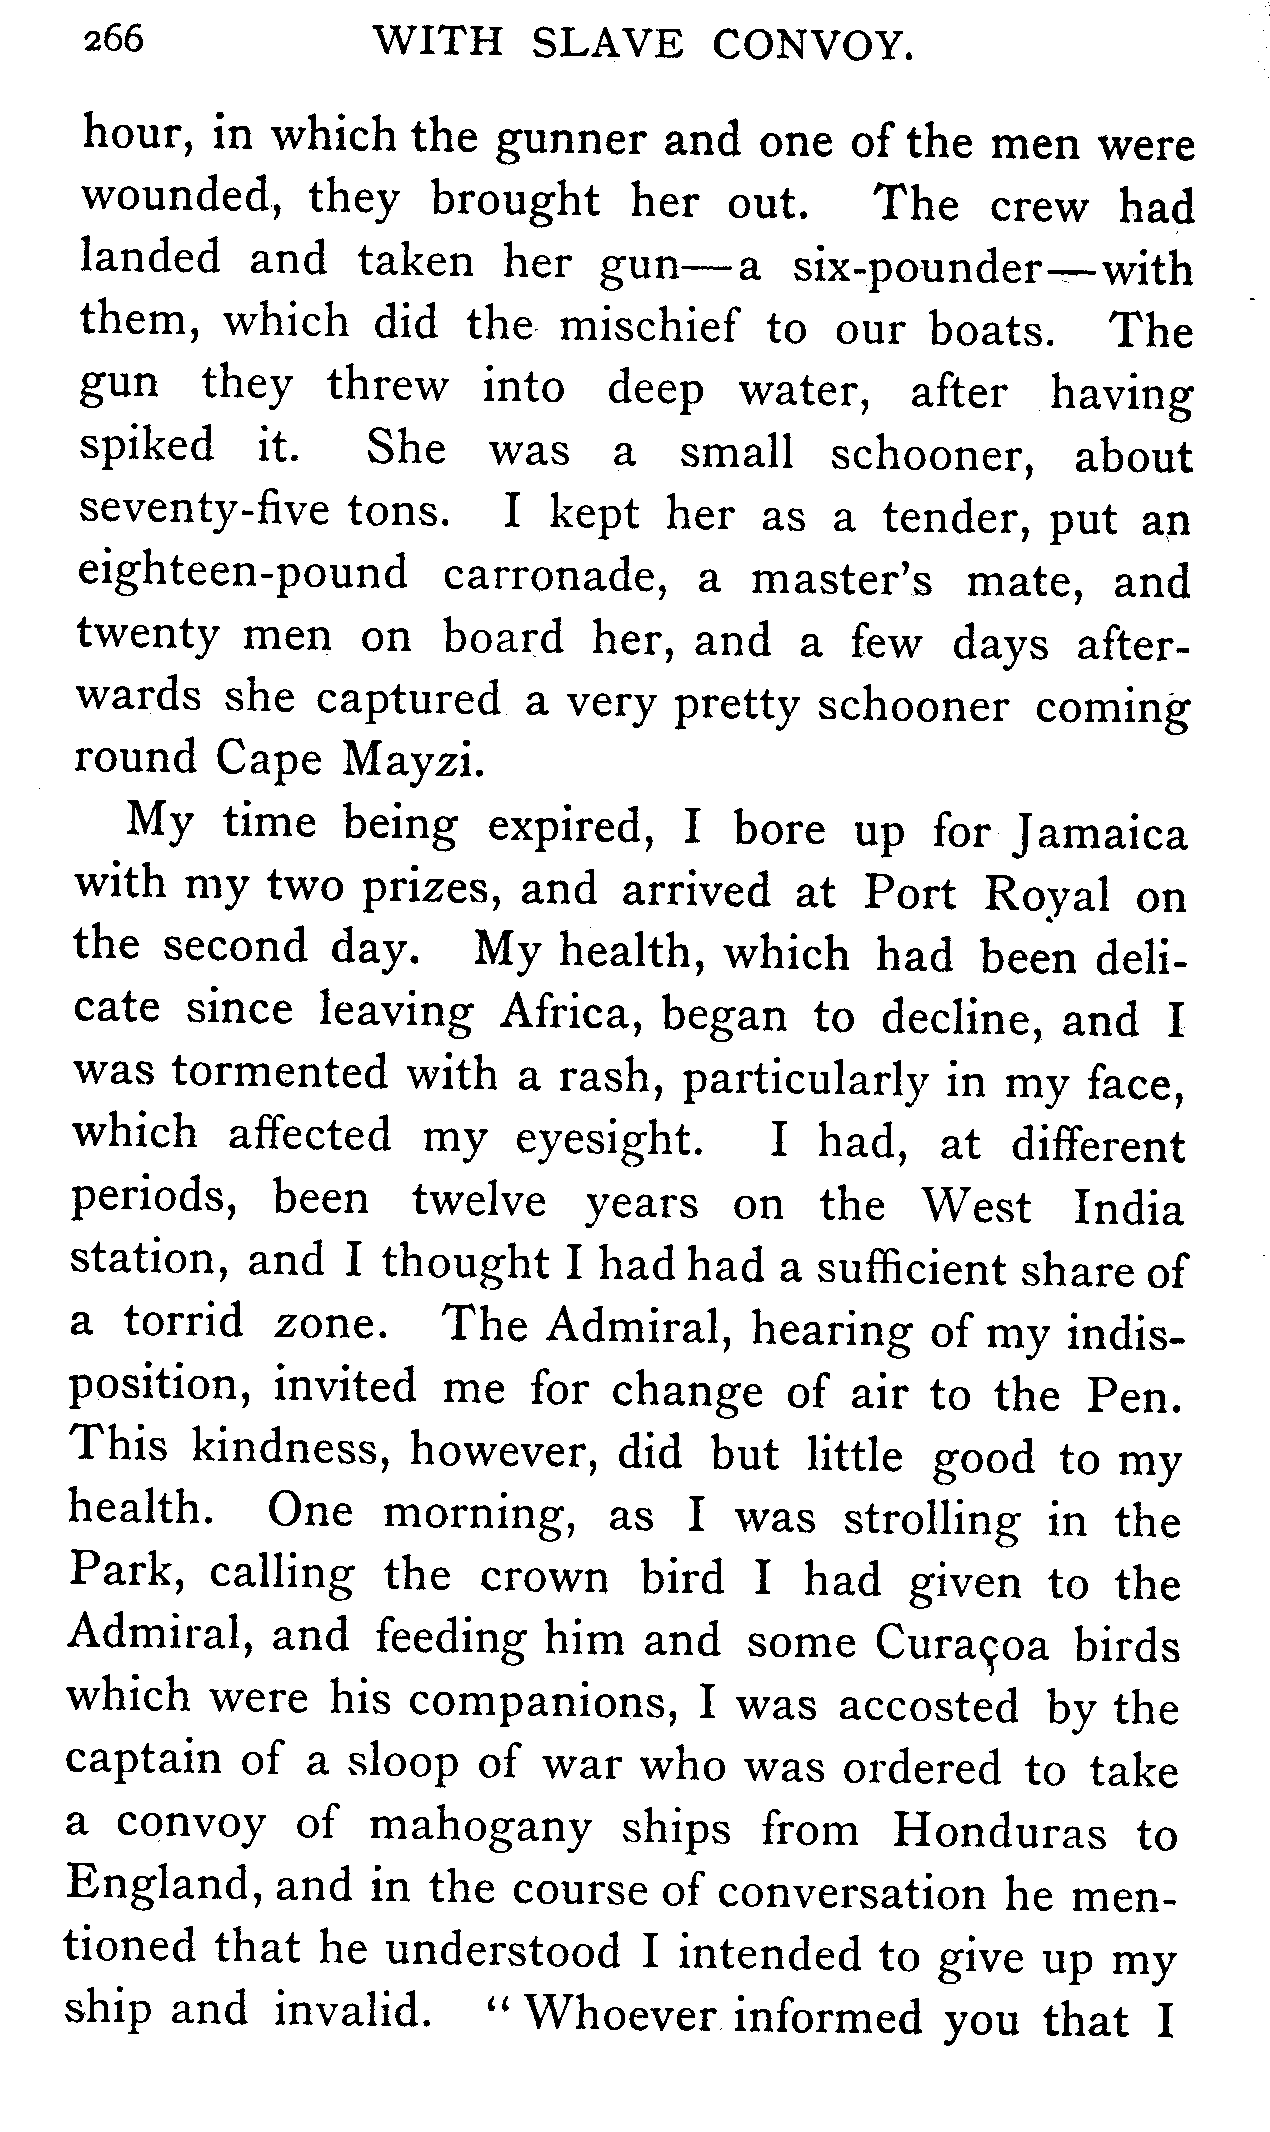 266 WITH SLAVE CONVOY.
hour, in which the gunner and one of the men were
wounded, they brought her out. The crew had
landed and taken her gun—a six-pounder—with
them, which did the mischief to our boats. The
gun they threw into deep water, after having
spiked it. She was a small schooner, about
seventy-five tons. I kept her as a tender, put an
eighteen-pound carronade, a master's mate, and
twenty men on board her, and a few days after-
wards she captured a very pretty schooner coming
round Cape Mayzi.
My time being expired, I bore up for Jamaica
with my two prizes, and arrived at Port Royal on
the second day. My health, which had been deli-
cate since leaving Africa, began to decline, and I
was tormented with a rash, particularly in my face,
which affected my eyesight. I had, at different
periods, been twelve years on the West India
station, and I thought I had had a sufficient share of
a torrid zone. The Admiral, hearing of my indis-
position, invited me for change of air to the Pen.
This kindness, however, did but little good to my
health. One morning, as I was strolling in the
Park, calling the crown bird I had given to the
Admiral, and feeding him and some Curaçoa birds
which were his companions, I was accosted by the
captain of a sloop of war who was ordered to take
a convoy of mahogany ships from Honduras to
England, and in the course of conversation he men-
tioned that he understood I intended to give up my
ship and invalid. “Whoever informed you that I